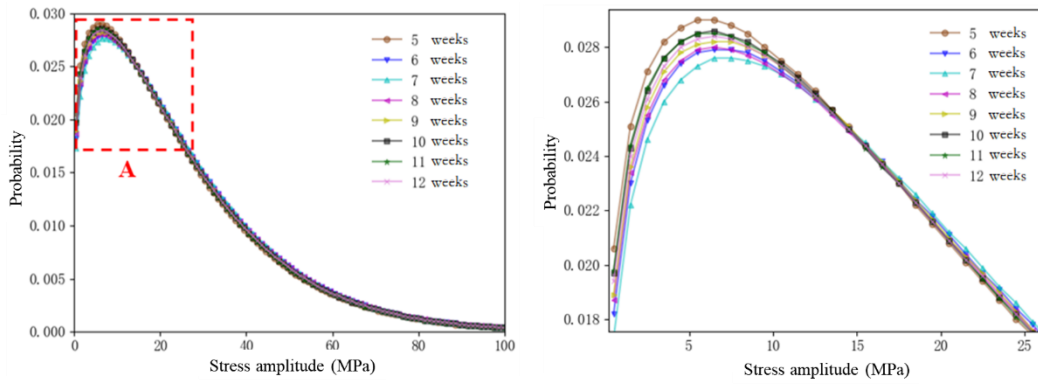 0.030
0.025
0.020
0.015
0.010
0.005
0.000
Probability
A
5 weeks
6 weeks
7 weeks
8 weeks
9 weeks
10 weeks
11 weeks
12 weeks
0 20 40 60 80 100
Stress amplitude (MPa)
0.028
0.026
0.024
0.022
0.020
0.018
Probability
5 weeks
6 weeks
7 weeks
8 weeks
9 weeks
10 weeks
11 weeks
12 weeks
5 10 15 20 25
Stress amplitude (MPa)